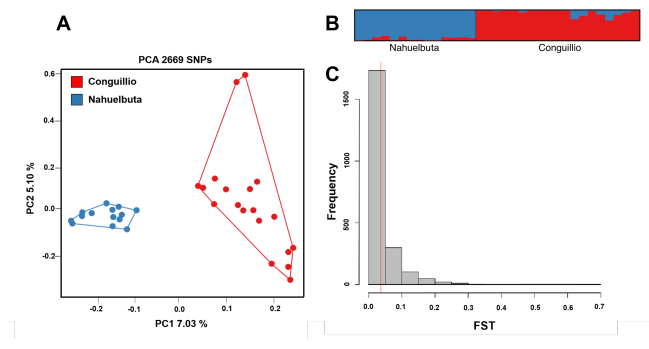 A
PCA 2669 SNPs
Conguillio
Nahuelbuta
PC2 5.10 %
0.6
0.4
0.2
0.0
-0.2
-0.2
-0.1
0.0
0.1
0.2
PC1 7.03 %
B
Nahuelbuta
Conguillio
C
Frequency
1500
1000
500
0
0.0
0.1
0.2
0.3
0.4
0.5
0.6
0.7
FST